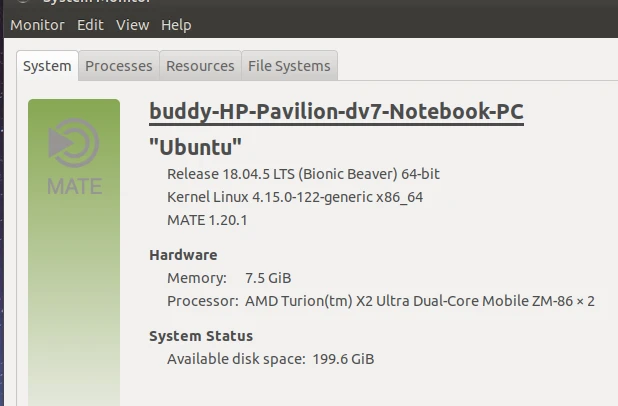 System Monitor
Monitor Edit View Help
System Processes Resources File Systems
MATE
buddy-HP-Pavilion-dv7-Notebook-PC
"Ubuntu"
Release 18.04.5 LTS (Bionic Beaver) 64-bit
Kernel Linux 4.15.0-122-generic x86_64
MATE 1.20.1
Hardware
Memory: 7.5 GiB
Processor: AMD Turion(tm) X2 Ultra Dual-Core Mobile ZM-86 × 2
System Status
Available disk space: 199.6 GiB